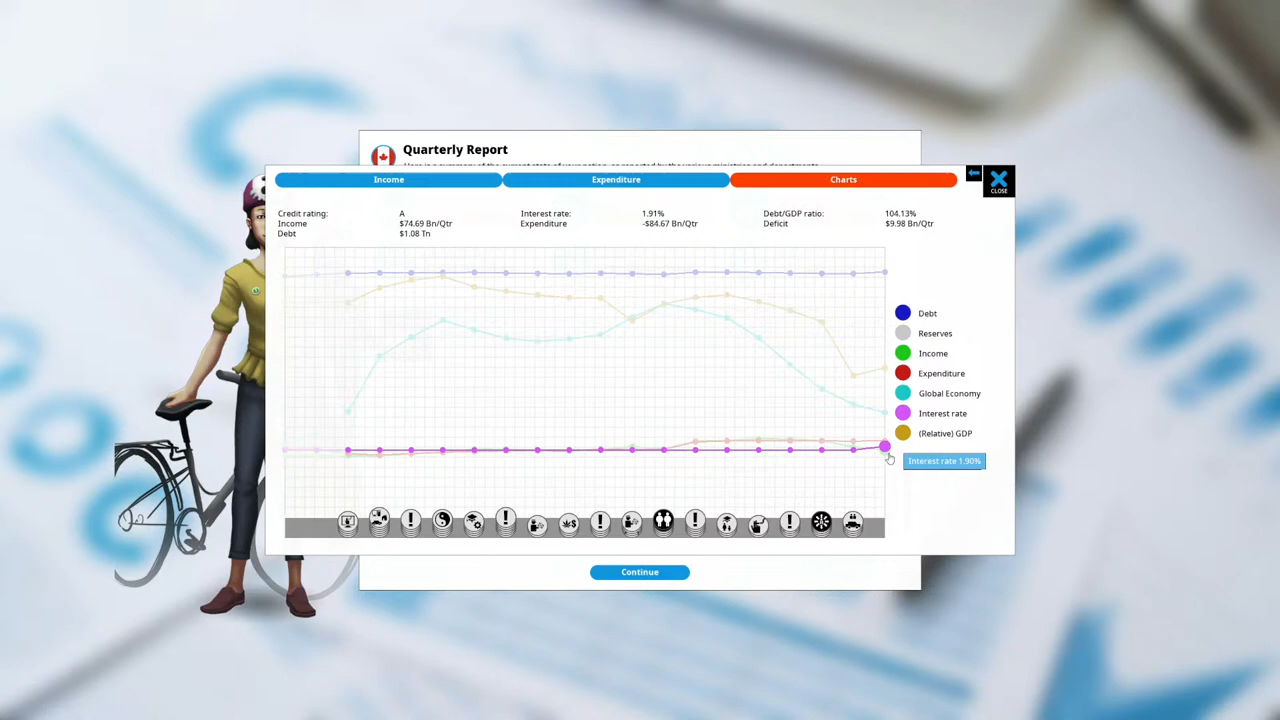 Quarterly Report
Income
Expenditure
Charts
CLOSE
Credit rating: A Interest rate: 1.91% Debt/GDP ratio: 104.13%
Income $74.69 Bn/Qtr Expenditure -$84.67 Bn/Qtr Deficit $9.98 Bn/Qtr
Debt $1.08 Tn
Debt
Reserves
Income
Expenditure
Global Economy
Interest rate
(Relative) GDP
Interest rate 1.90%
Continue